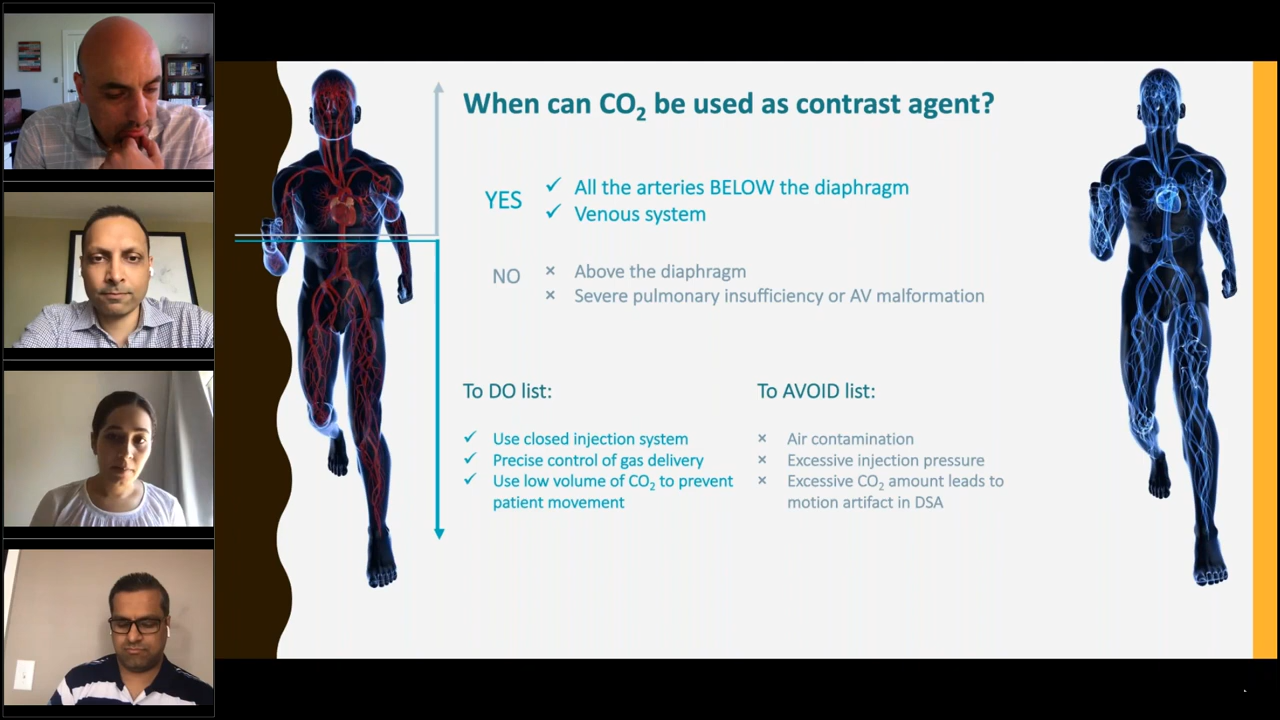 When can CO₂ be used as contrast agent?
YES
✓ All the arteries BELOW the diaphragm
✓ Venous system
NO
× Above the diaphragm
× Severe pulmonary insufficiency or AV malformation
To DO list:
✓ Use closed injection system
✓ Precise control of gas delivery
✓ Use low volume of CO₂ to prevent
patient movement
To AVOID list:
× Air contamination
× Excessive injection pressure
× Excessive CO₂ amount leads to
motion artifact in DSA